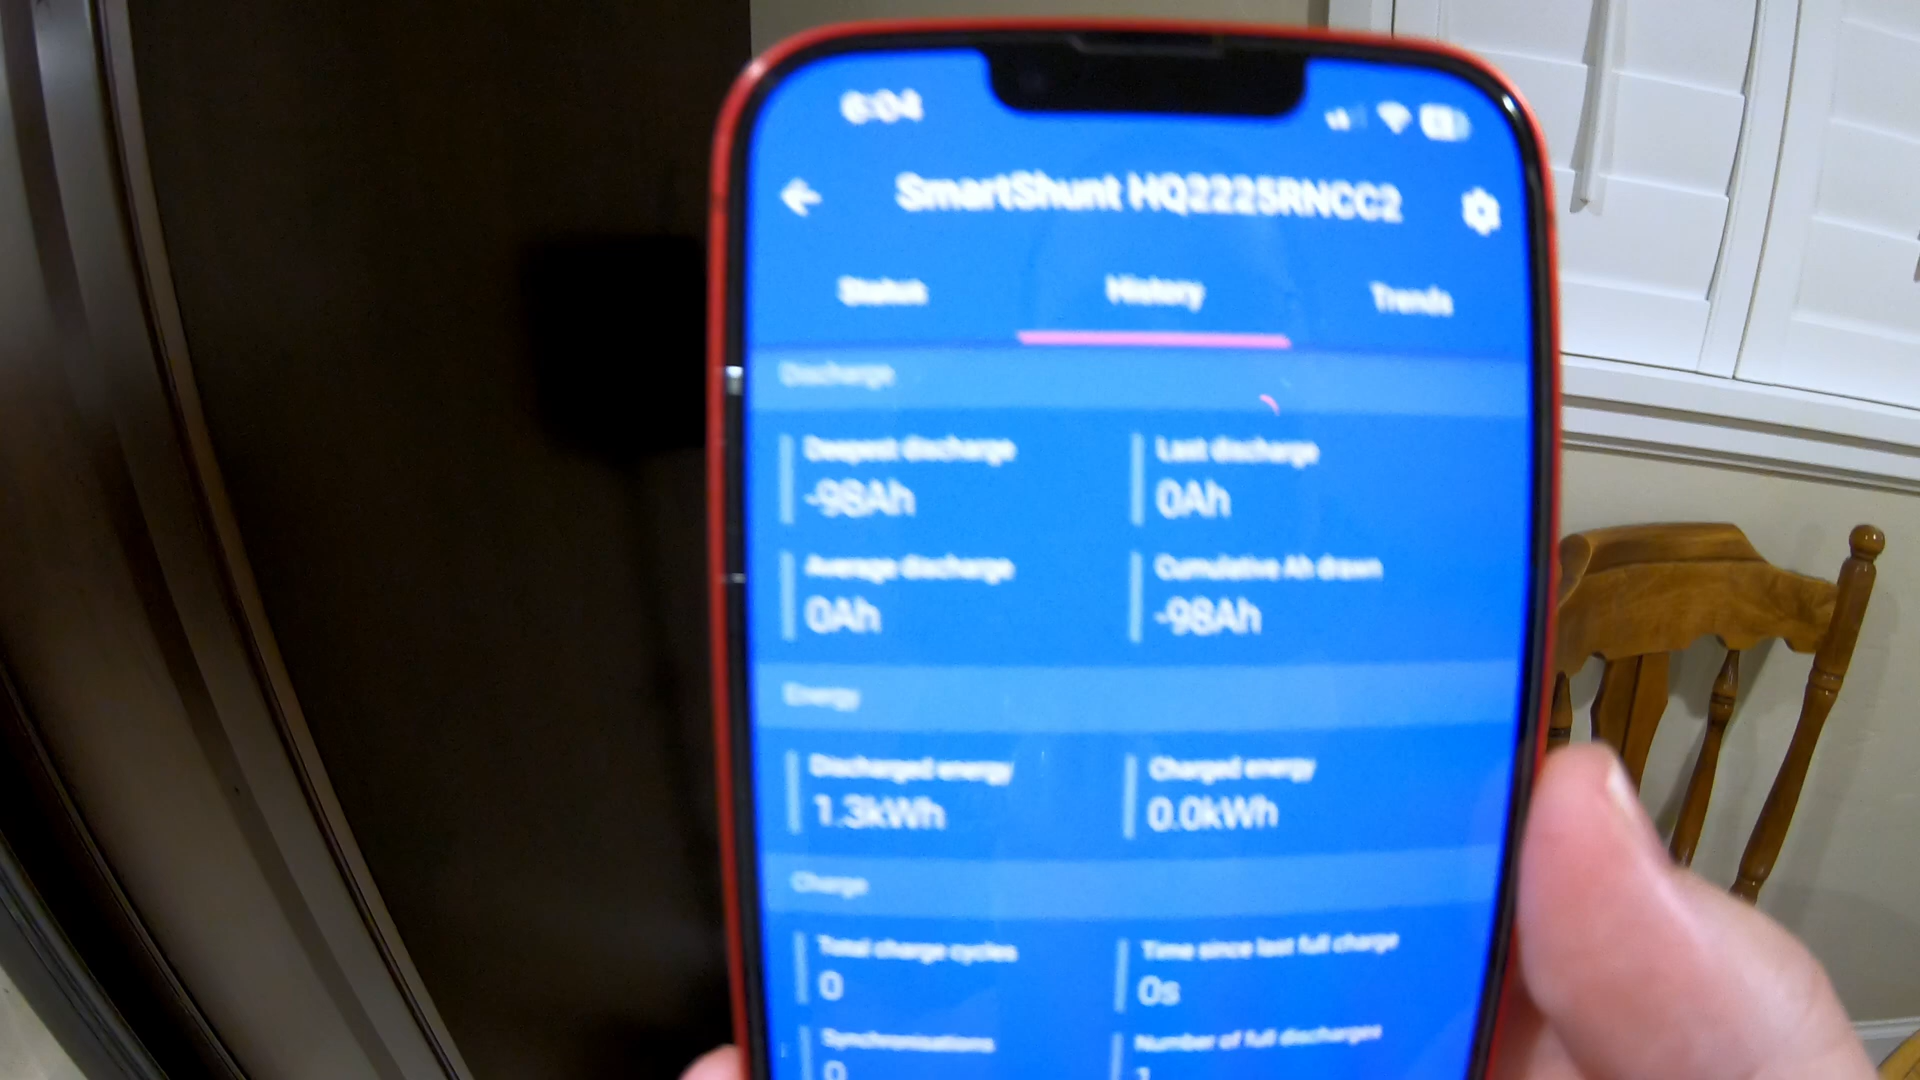 6:04
SmartShunt HQ2225RNCC2
Status History Trends
Discharge
Deepest discharge Last discharge
-98Ah 0Ah
Average discharge Cumulative Ah drawn
0Ah -98Ah
Energy
Discharged energy Charged energy
1.3kWh 0.0kWh
Charge
Total charge cycles Time since last full charge
0 0s
Synchronisations Number of full discharges
0 1